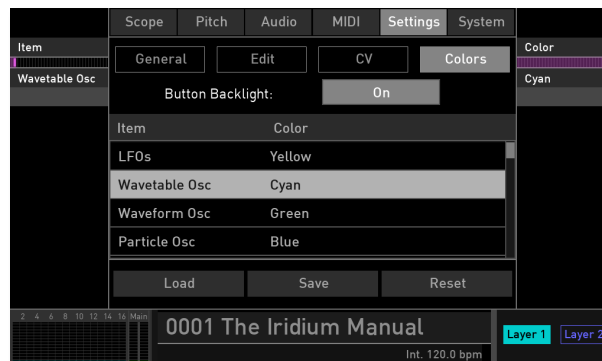 Scope Pitch Audio MIDI Settings System
Item Color
General Edit CV Colors
Wavetable Osc Cyan
Button Backlight: On
Item Color
LFOs Yellow
Wavetable Osc Cyan
Waveform Osc Green
Particle Osc Blue
Load Save Reset
2 4 6 8 10 12 14 16 Main
0001 The Iridium Manual
Layer 1 Layer 2
Int. 120.0 bpm